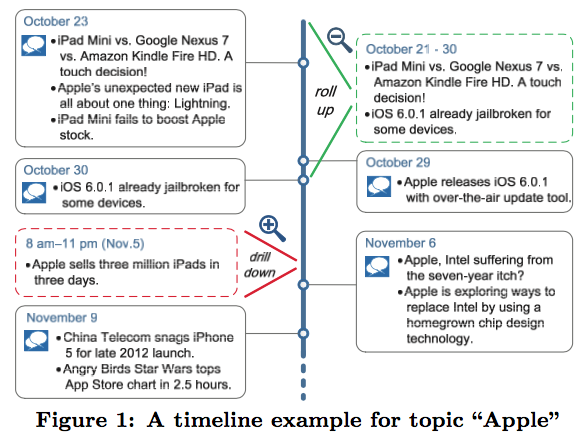 October 23
•iPad Mini vs. Google Nexus 7
vs. Amazon Kindle Fire HD. A
touch decision!
•Apple's unexpected new iPad is
all about one thing: Lightning.
•iPad Mini fails to boost Apple
stock.
roll
up
October 21 - 30
•iPad Mini vs. Google Nexus 7 vs.
Amazon Kindle Fire HD. A touch
decision!
•iOS 6.0.1 already jailbroken for
some devices.
October 30
•iOS 6.0.1 already jailbroken for
some devices.
October 29
•Apple releases iOS 6.0.1
with over-the-air update tool.
8 am–11 pm (Nov.5)
•Apple sells three million iPads in
three days.
drill
down
November 6
•Apple, Intel suffering from
the seven-year itch?
•Apple is exploring ways to
replace Intel by using a
homegrown chip design
technology.
November 9
•China Telecom snags iPhone
5 for late 2012 launch.
•Angry Birds Star Wars tops
App Store chart in 2.5 hours.
Figure 1: A timeline example for topic “Apple”